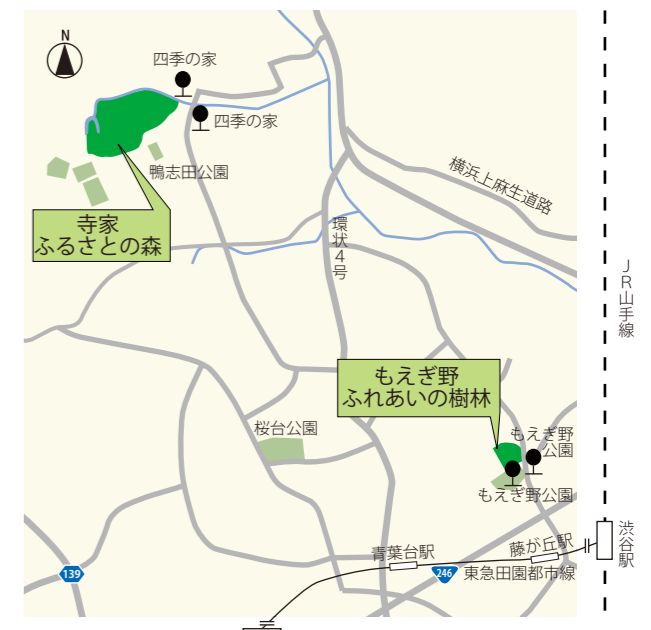 N
四季の家
四季の家
鴨志田公園
寺家
ふるさとの森
横浜上麻生道路
環状4号
JR山手線
もえぎ野
ふれあいの樹林
桜台公園
もえぎ野
公園
もえぎ野公園
渋谷駅
藤が丘駅
青葉台駅
東急田園都市線
246
139